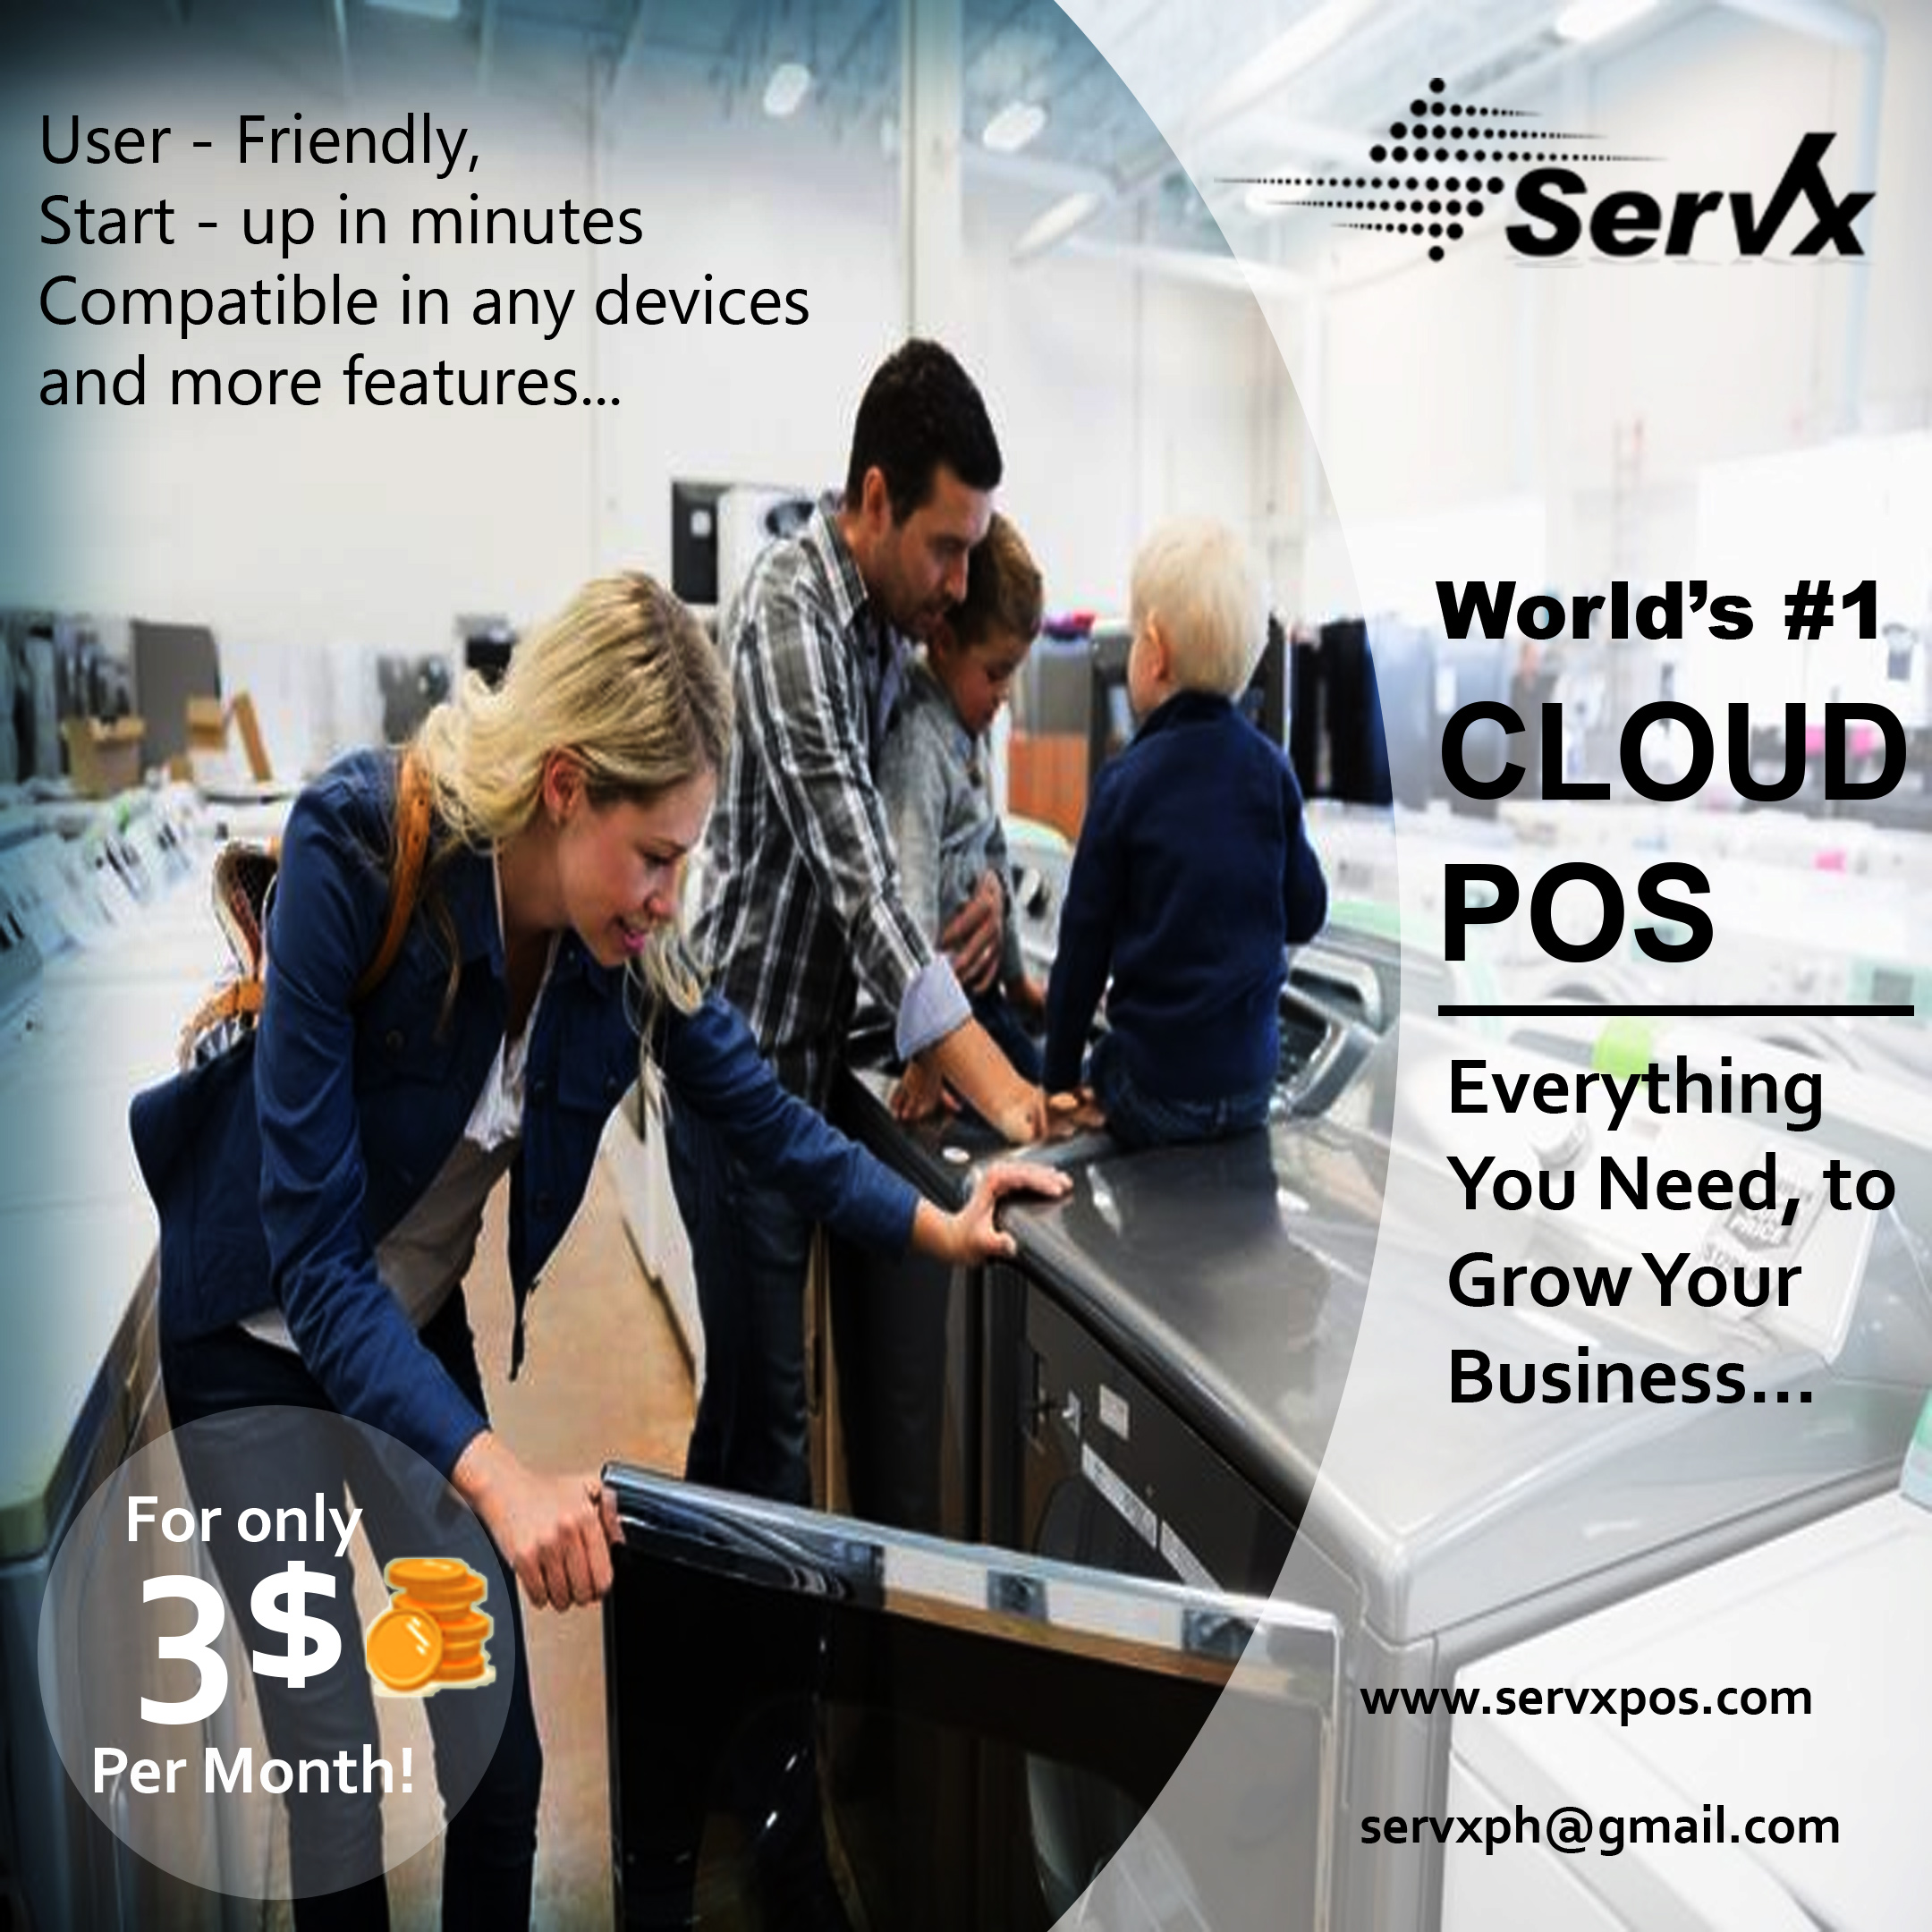 User - Friendly,
Start - up in minutes
Compatible in any devices
and more features...
Servx
World's #1
CLOUD
POS
Everything
You Need, to
Grow Your
Business...
For only
3$
Per Month!
www.servxpos.com
servxph@gmail.com